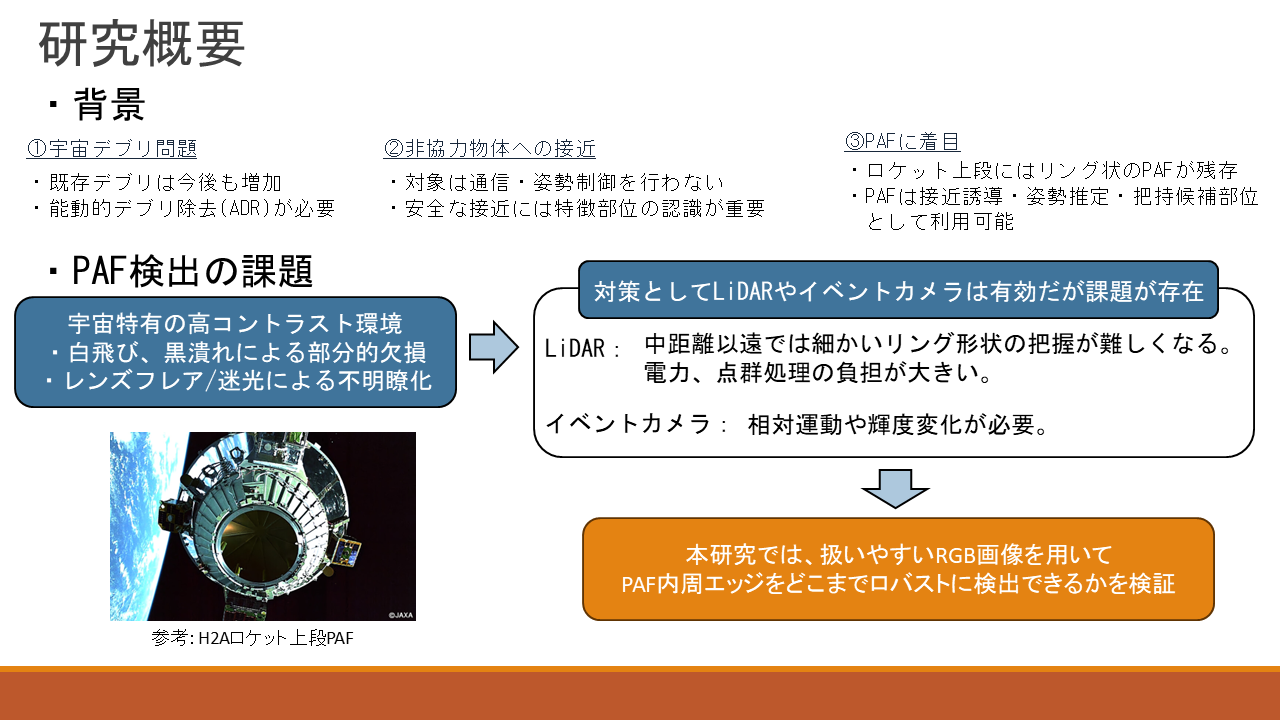 研究概要
・背景
①宇宙デブリ問題
・既存デブリは今後も増加
・能動的デブリ除去(ADR)が必要
②非協力物体への接近
・対象は通信・姿勢制御を行わない
・安全な接近には特徴部位の認識が重要
③PAFに着目
・ロケット上段にはリング状のPAFが残存
・PAFは接近誘導・姿勢推定・把持候補部位
として利用可能
・PAF検出の課題
宇宙特有の高コントラスト環境
・白飛び、黒潰れによる部分的欠損
・レンズフレア/迷光による不明瞭化
対策としてLiDARやイベントカメラは有効だが課題が存在
LiDAR： 中距離以遠では細かいリング形状の把握が難しくなる。
電力、点群処理の負担が大きい。
イベントカメラ： 相対運動や輝度変化が必要。
本研究では、扱いやすいRGB画像を用いて
PAF内周エッジをどこまでロバストに検出できるかを検証
©JAXA
参考: H2Aロケット上段PAF